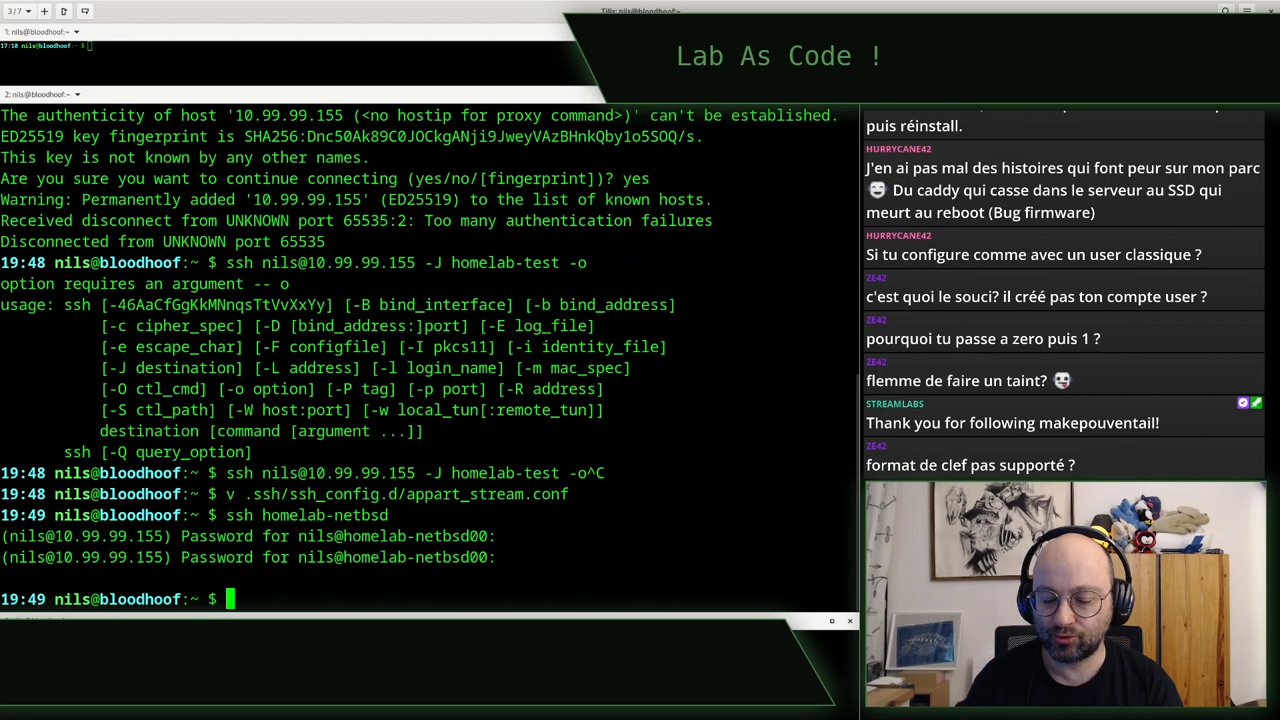 3/7
Tilix: nils@bloodhoof:~
1: nils@bloodhoof:~
17:10 nils@bloodhoof:~ $
Lab As Code !
2: nils@bloodhoof:~
The authenticity of host '10.99.99.155 (<no hostip for proxy command>)' can't be established.
ED25519 key fingerprint is SHA256:Dnc50Ak89C0JOCkgANji9JweyVAzBHnkQby1o5SOQ/s.
This key is not known by any other names.
Are you sure you want to continue connecting (yes/no/[fingerprint])? yes
Warning: Permanently added '10.99.99.155' (ED25519) to the list of known hosts.
Received disconnect from UNKNOWN port 65535:2: Too many authentication failures
Disconnected from UNKNOWN port 65535
19:48 nils@bloodhoof:~ $ ssh nils@10.99.99.155 -J homelab-test -o
option requires an argument -- o
usage: ssh [-46AaCfGgKkMNnqsTtVvXxYy] [-B bind_interface] [-b bind_address]
[-c cipher_spec] [-D [bind_address:]port] [-E log_file]
[-e escape_char] [-F configfile] [-I pkcs11] [-i identity_file]
[-J destination] [-L address] [-l login_name] [-m mac_spec]
[-O ctl_cmd] [-o option] [-P tag] [-p port] [-R address]
[-S ctl_path] [-W host:port] [-w local_tun[:remote_tun]]
destination [command [argument ...]]
ssh [-Q query_option]
19:48 nils@bloodhoof:~ $ ssh nils@10.99.99.155 -J homelab-test -o^C
19:48 nils@bloodhoof:~ $ v .ssh/ssh_config.d/appart_stream.conf
19:49 nils@bloodhoof:~ $ ssh homelab-netbsd
(nils@10.99.99.155) Password for nils@homelab-netbsd00:
(nils@10.99.99.155) Password for nils@homelab-netbsd00:
19:49 nils@bloodhoof:~ $
puis réinstall.
HURRYCANE42
J'en ai pas mal des histoires qui font peur sur mon parc
Du caddy qui casse dans le serveur au SSD qui
meurt au reboot (Bug firmware)
HURRYCANE42
Si tu configure comme avec un user classique ?
ZE42
c'est quoi le souci? il créé pas ton compte user ?
ZE42
pourquoi tu passe a zero puis 1 ?
ZE42
flemme de faire un taint?
STREAMLABS
Thank you for following makepouventail!
ZE42
format de clef pas supporté ?